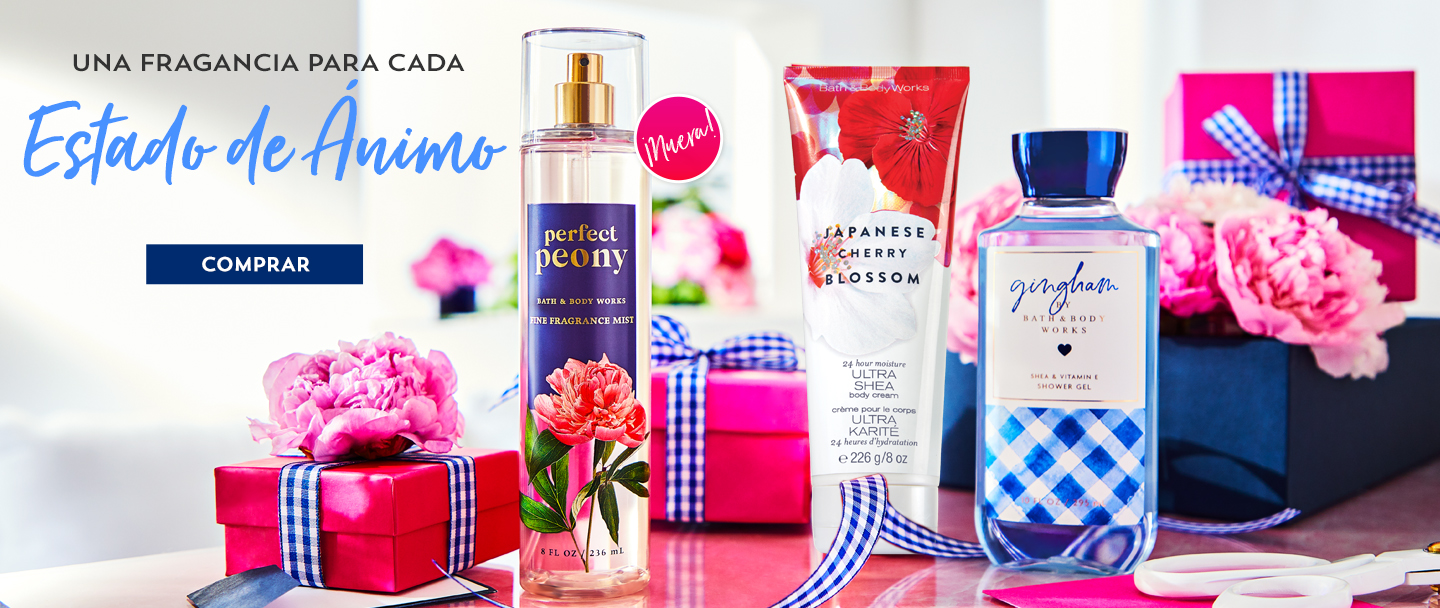 UNA FRAGANCIA PARA CADA
Estado de Ánimo
COMPRAR
perfect
peony
BATH & BODY WORKS
FINE FRAGRANCE MIST
8 FL OZ / 236 mL
¡Nueva!
Bath & Body Works
JAPANESE
CHERRY
BLOSSOM
24 hour moisture
ULTRA
SHEA
body cream
crème pour le corps
ULTRA
KARITÉ
24 heures d'hydratation
e 226 g/8 oz
gingham
BY
BATH & BODY
WORKS
SHEA & VITAMIN E
SHOWER GEL